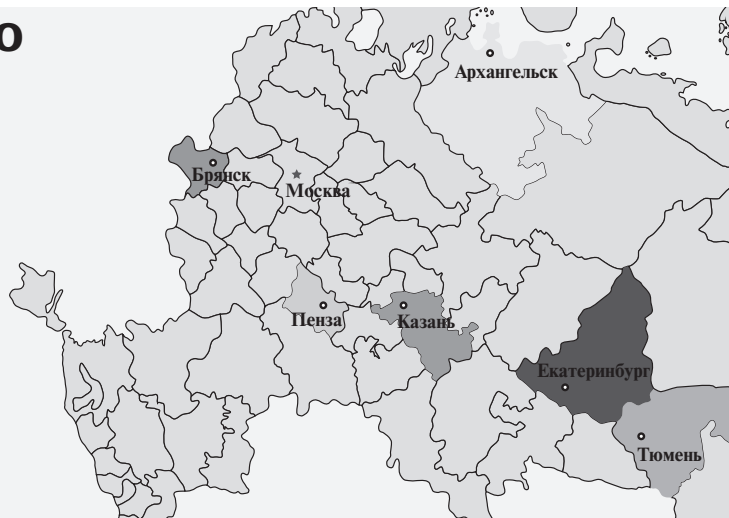 о
Архангельск
Брянск
Москва
Пенза
Казань
Екатеринбург
Тюмень